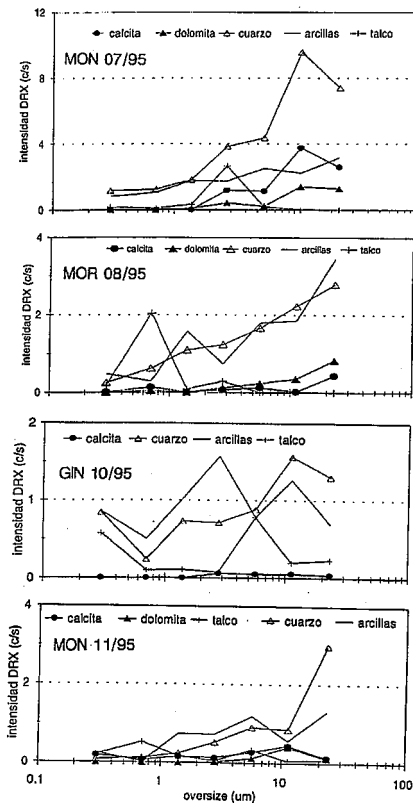 calcita dolomita cuarzo arcillas talco
12
MON 07/95
8
4
0
intensidad DRX (c/s)
calcita dolomita cuarzo arcillas talco
4
MOR 08/95
2
0
intensidad DRX (c/s)
2
calcita cuarzo arcillas talco
GIN 10/95
1
0
intensidad DRX (c/s)
4
calcita dolomita talco cuarzo arcillas
MON 11/95
2
0
intensidad DRX (c/s)
0.1 1 10 100
oversize (um)